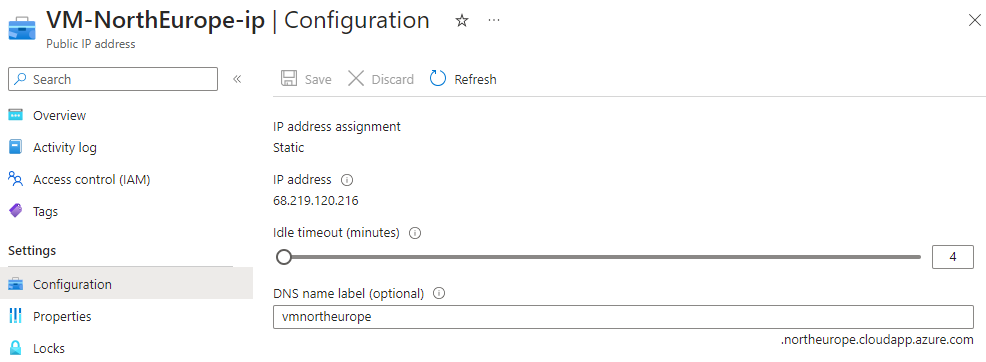 VM-NorthEurope-ip | Configuration
Public IP address
Search
Overview
Activity log
Access control (IAM)
Tags
Settings
Configuration
Properties
Locks
Save Discard Refresh
IP address assignment
Static
IP address
68.219.120.216
Idle timeout (minutes)
4
DNS name label (optional)
vmnortheurope
.northeurope.cloudapp.azure.com